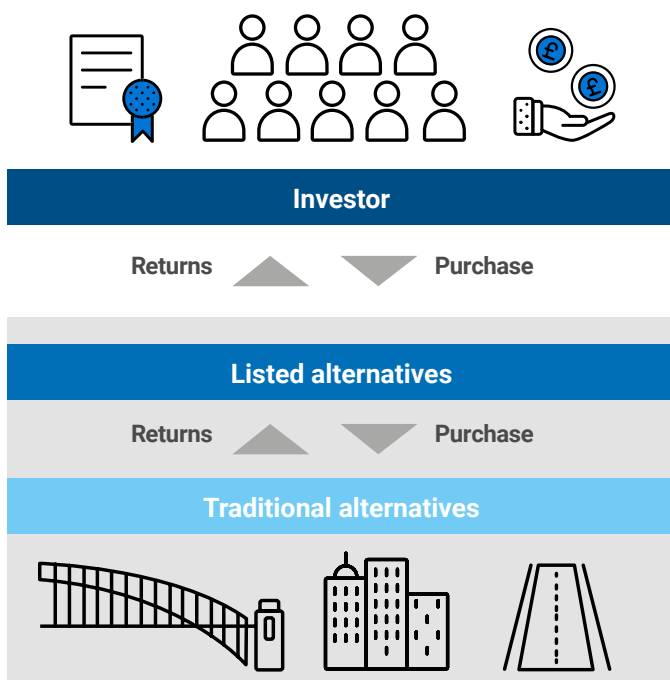 £
£
Investor
Returns Purchase
Listed alternatives
Returns Purchase
Traditional alternatives